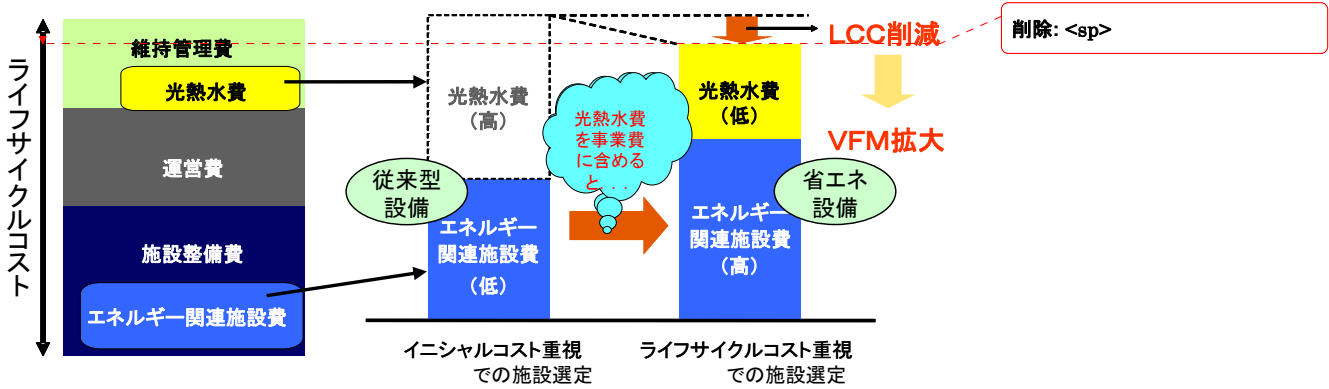 ライフサイクルコスト
維持管理費
光熱水費
運営費
施設整備費
エネルギー関連施設費
光熱水費
(高)
従来型
設備
エネルギー
関連施設費
(低)
光熱水費
を事業費
に含める
と...
光熱水費
(低)
エネルギー
関連施設費
(高)
省エネ
設備
LCC削減
VFM拡大
イニシャルコスト重視
での施設選定
ライフサイクルコスト重視
での施設選定
削除: <sp>